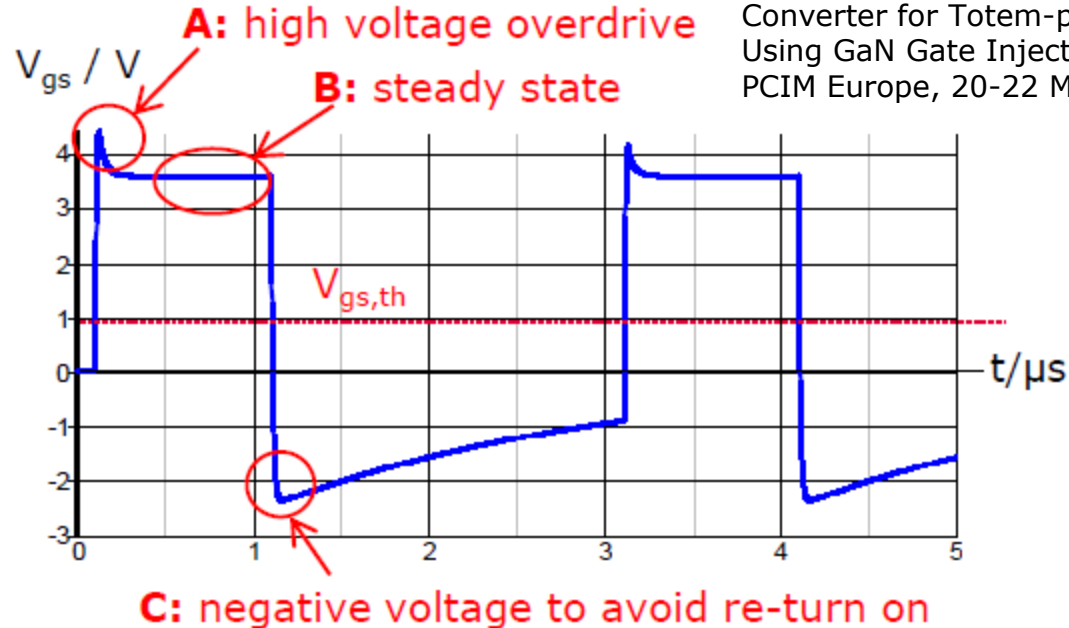 Converter for Totem-p
Using GaN Gate Inject
PCIM Europe, 20-22 M
A: high voltage overdrive
Vgs / V
B: steady state
4
3
2
Vgs,th
1
0
t/µs
-1
-2
-3
0 1 2 3 4 5
C: negative voltage to avoid re-turn on